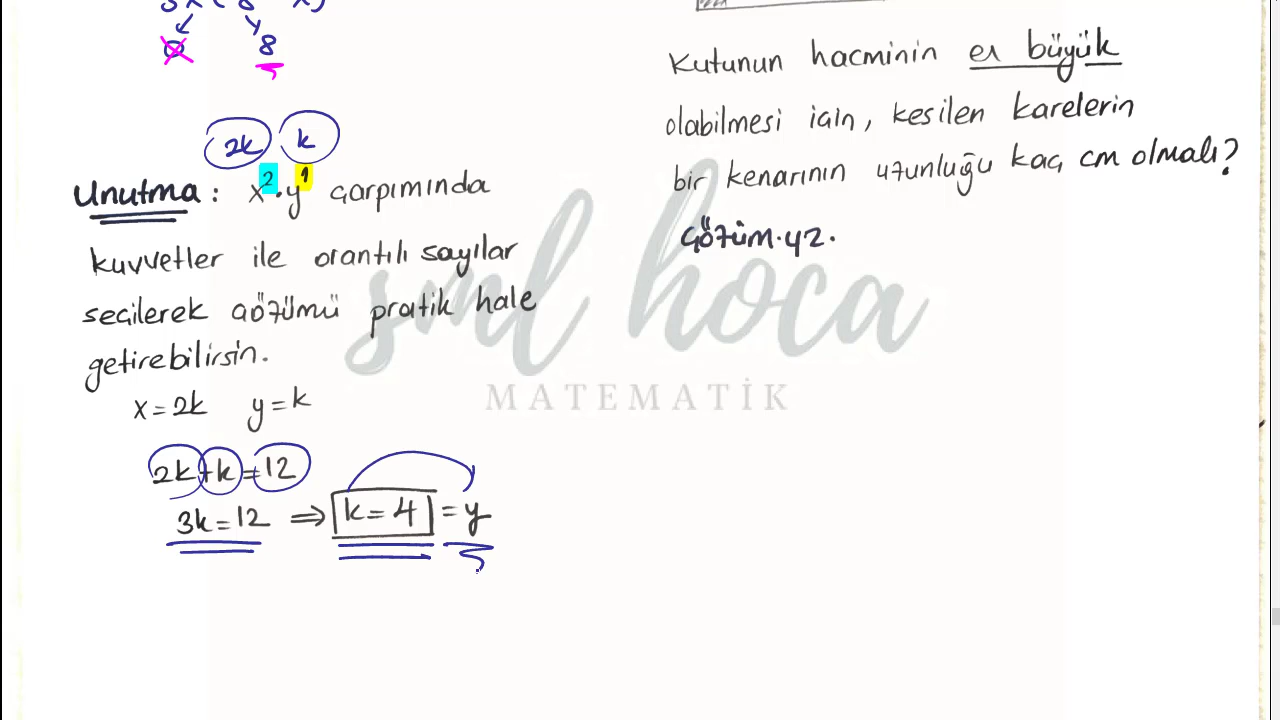 0 8
2k k
Unutma : x² . y¹ çarpımında
kuvvetler ile orantılı sayılar
seçilerek çözümü pratik hale
getirebilirsin.
x = 2k y = k
2k + k = 12
3k = 12 ⇒ k = 4 = y
Kutunun hacminin en büyük
olabilmesi için, kesilen karelerin
bir kenarının uzunluğu kaç cm olmalı?
Çözüm.yz.
sml hoca
MATEMATİK